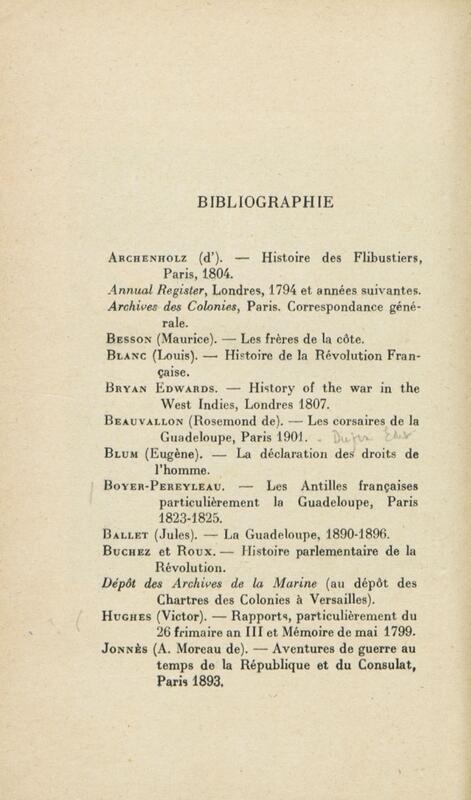 BIBLIOGRAPHIE
ARCHENHOLZ (d'). — Histoire des Flibustiers,
Paris, 1804.
Annual Register, Londres, 1794 et années suivantes.
Archives des Colonies, Paris. Correspondance géné-
rale.
BESSON (Maurice). — Les frères de la côte.
BLANC (Louis). — Histoire de la Révolution Fran-
çaise.
BRYAN EDWARDS. — History of the war in the
West Indies, Londres 1807.
BEAUVALLON (Rosemond de). — Les corsaires de la
Guadeloupe, Paris 1901.
BLUM (Eugène). — La déclaration des droits de
l'homme.
BOYER-PEREYLEAU. — Les Antilles françaises
particulièrement la Guadeloupe, Paris
1823-1825.
BALLET (Jules). — La Guadeloupe, 1890-1896.
BUCHEZ et ROUX. — Histoire parlementaire de la
Révolution.
Dépôt des Archives de la Marine (au dépôt des
Chartres des Colonies à Versailles).
HUGHES (Victor). — Rapports, particulièrement du
26 frimaire an III et Mémoire de mai 1799.
JONNÈS (A. Moreau de). — Aventures de guerre au
temps de la République et du Consulat,
Paris 1893.